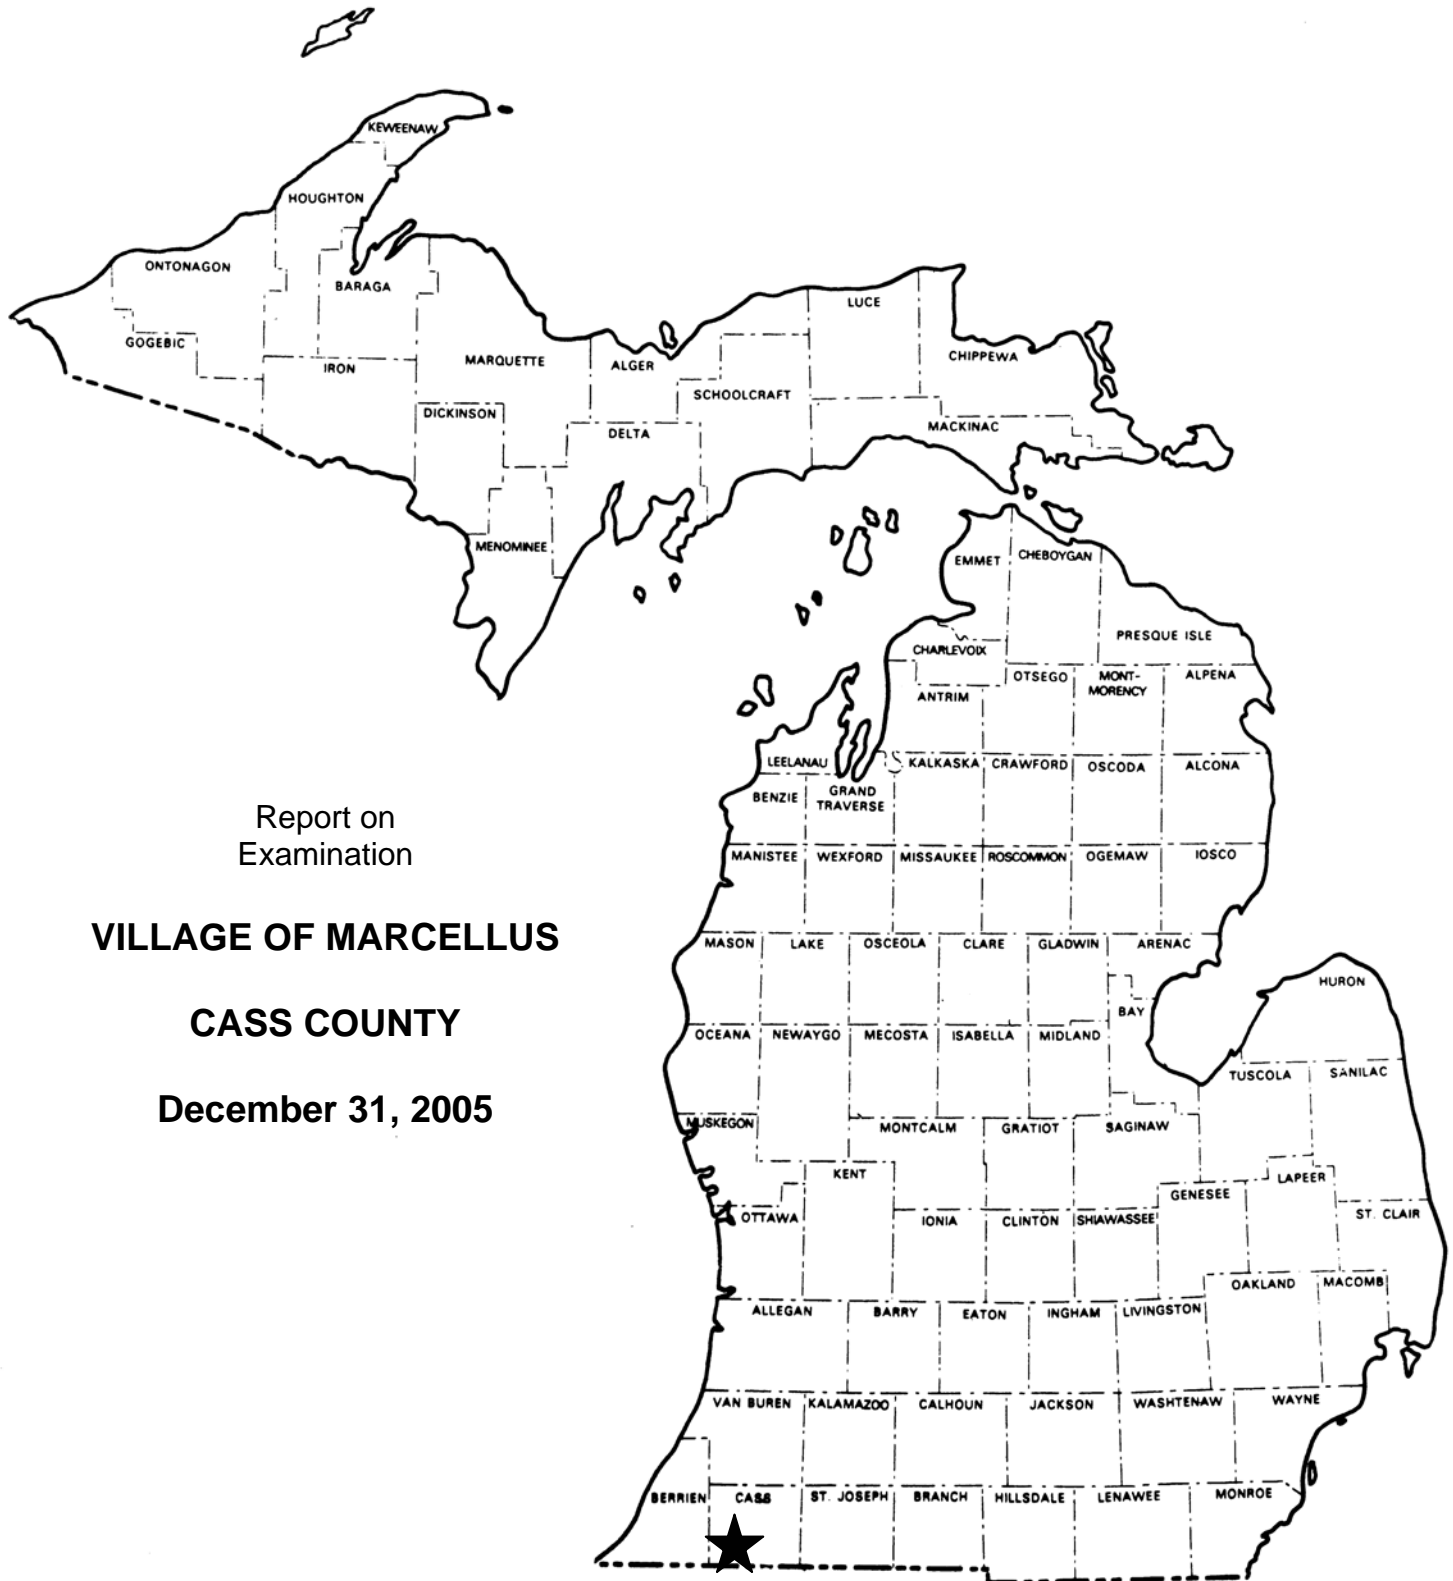 KEWEENAW
HOUGHTON
ONTONAGON
BARAGA
LUCE
GOGEBIC
IRON
MARQUETTE
ALGER
CHIPPEWA
SCHOOLCRAFT
DICKINSON
DELTA
MACKINAC
MENOMINEE
EMMET
CHEBOYGAN
PRESQUE ISLE
CHARLEVOIX
OTSEGO
MONT-
MORENCY
ALPENA
ANTRIM
LEELANAU
KALKASKA
CRAWFORD
OSCODA
ALCONA
BENZIE
GRAND
TRAVERSE
Report on
Examination
MANISTEE
WEXFORD
MISSAUKEE
ROSCOMMON
OGEMAW
IOSCO
VILLAGE OF MARCELLUS
MASON
LAKE
OSCEOLA
CLARE
GLADWIN
ARENAC
HURON
BAY
CASS COUNTY
OCEANA
NEWAYGO
MECOSTA
ISABELLA
MIDLAND
TUSCOLA
SANILAC
December 31, 2005
MUSKEGON
MONTCALM
GRATIOT
SAGINAW
KENT
LAPEER
GENESEE
OTTAWA
IONIA
CLINTON
SHIAWASSEE
ST. CLAIR
OAKLAND
MACOMB
ALLEGAN
BARRY
EATON
INGHAM
LIVINGSTON
VAN BUREN
KALAMAZOO
CALHOUN
JACKSON
WASHTENAW
WAYNE
BERRIEN
CASS
ST. JOSEPH
BRANCH
HILLSDALE
LENAWEE
MONROE